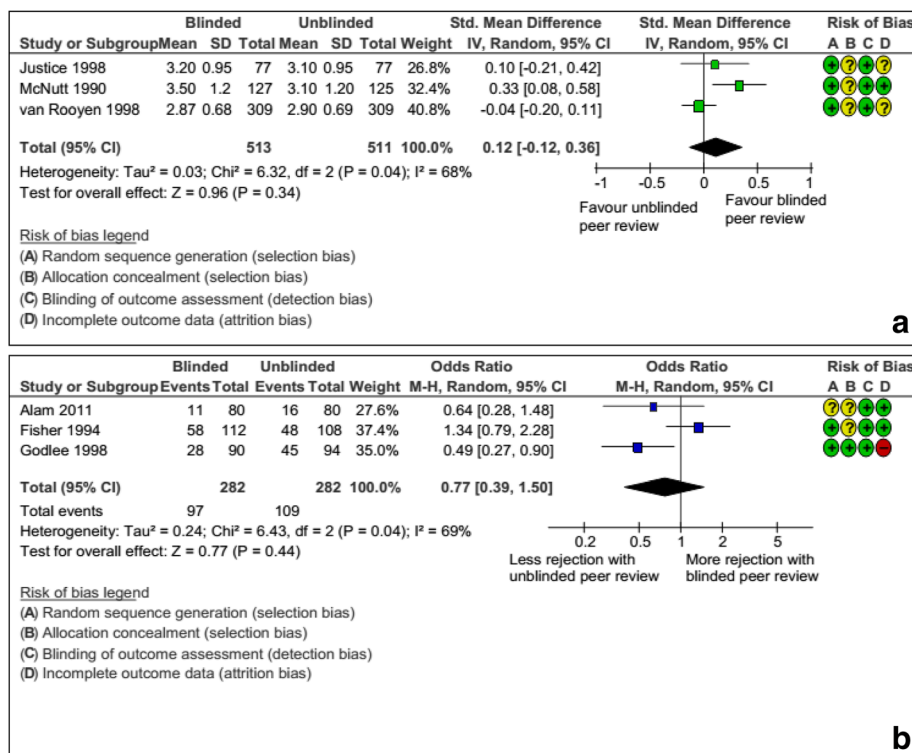 Blinded Unblinded Std. Mean Difference Std. Mean Difference Risk of Bias
Study or Subgroup Mean SD Total Mean SD Total Weight IV, Random, 95% CI IV, Random, 95% CI A B C D
Justice 1998 3.20 0.95 77 3.10 0.95 77 26.8% 0.10 [-0.21, 0.42] + ? + ?
McNutt 1990 3.50 1.2 127 3.10 1.20 125 32.4% 0.33 [0.08, 0.58] + ? + +
van Rooyen 1998 2.87 0.68 309 2.90 0.69 309 40.8% -0.04 [-0.20, 0.11] + ? + ?
Total (95% CI) 513 511 100.0% 0.12 [-0.12, 0.36]
Heterogeneity: Tau² = 0.03; Chi² = 6.32, df = 2 (P = 0.04); I² = 68%
Test for overall effect: Z = 0.96 (P = 0.34)
-1 -0.5 0 0.5 1
Favour unblinded peer review
Favour blinded peer review
Risk of bias legend
(A) Random sequence generation (selection bias)
(B) Allocation concealment (selection bias)
(C) Blinding of outcome assessment (detection bias)
(D) Incomplete outcome data (attrition bias)
a
Blinded Unblinded Odds Ratio Odds Ratio Risk of Bias
Study or Subgroup Events Total Events Total Weight M-H, Random, 95% CI M-H, Random, 95% CI A B C D
Alam 2011 11 80 16 80 27.6% 0.64 [0.28, 1.48] ? ? + +
Fisher 1994 58 112 48 108 37.4% 1.34 [0.79, 2.28] + ? + +
Godlee 1998 28 90 45 94 35.0% 0.49 [0.27, 0.90] + + + -
Total (95% CI) 282 282 100.0% 0.77 [0.39, 1.50]
Total events 97 109
Heterogeneity: Tau² = 0.24; Chi² = 6.43, df = 2 (P = 0.04); I² = 69%
Test for overall effect: Z = 0.77 (P = 0.44)
0.2 0.5 1 2 5
Less rejection with unblinded peer review
More rejection with blinded peer review
Risk of bias legend
(A) Random sequence generation (selection bias)
(B) Allocation concealment (selection bias)
(C) Blinding of outcome assessment (detection bias)
(D) Incomplete outcome data (attrition bias)
b